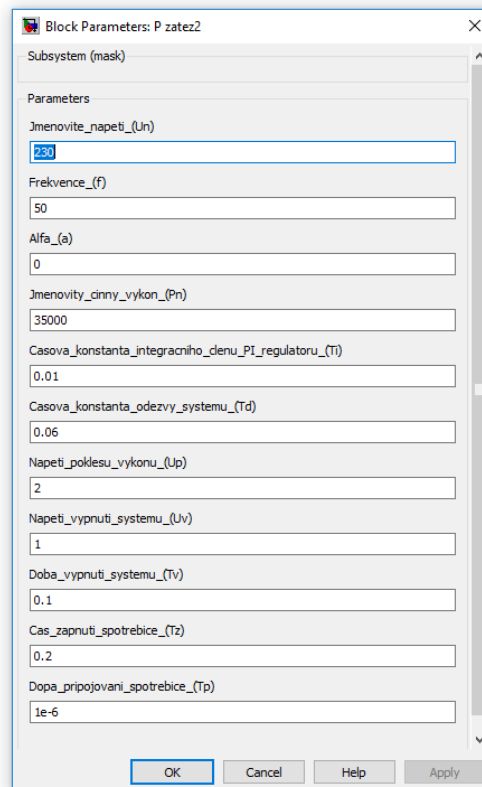 Block Parameters: P zatez2
Subsystem (mask)
Parameters
Jmenovite_napeti_(Un)
230
Frekvence_(f)
50
Alfa_(a)
0
Jmenovity_cinny_vykon_(Pn)
35000
Casova_konstanta_integracniho_clenu_PI_regulatoru_(Ti)
0.01
Casova_konstanta_odezvy_systemu_(Td)
0.06
Napeti_poklesu_vykonu_(Up)
2
Napeti_vypnuti_systemu_(Uv)
1
Doba_vypnuti_systemu_(Tv)
0.1
Cas_zapnuti_spotrebice_(Tz)
0.2
Dopa_pripojovani_spotrebice_(Tp)
1e-6
OK Cancel Help Apply